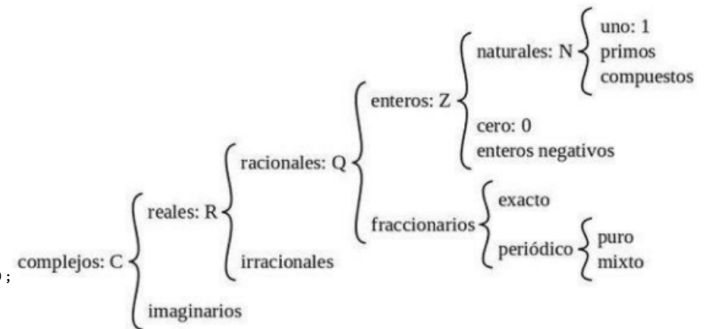 uno: 1
naturales: N
primos
compuestos
enteros: Z
cero: 0
enteros negativos
racionales: Q
exacto
reales: R
fraccionarios
puro
periódico
mixto
complejos: C
irracionales
imaginarios